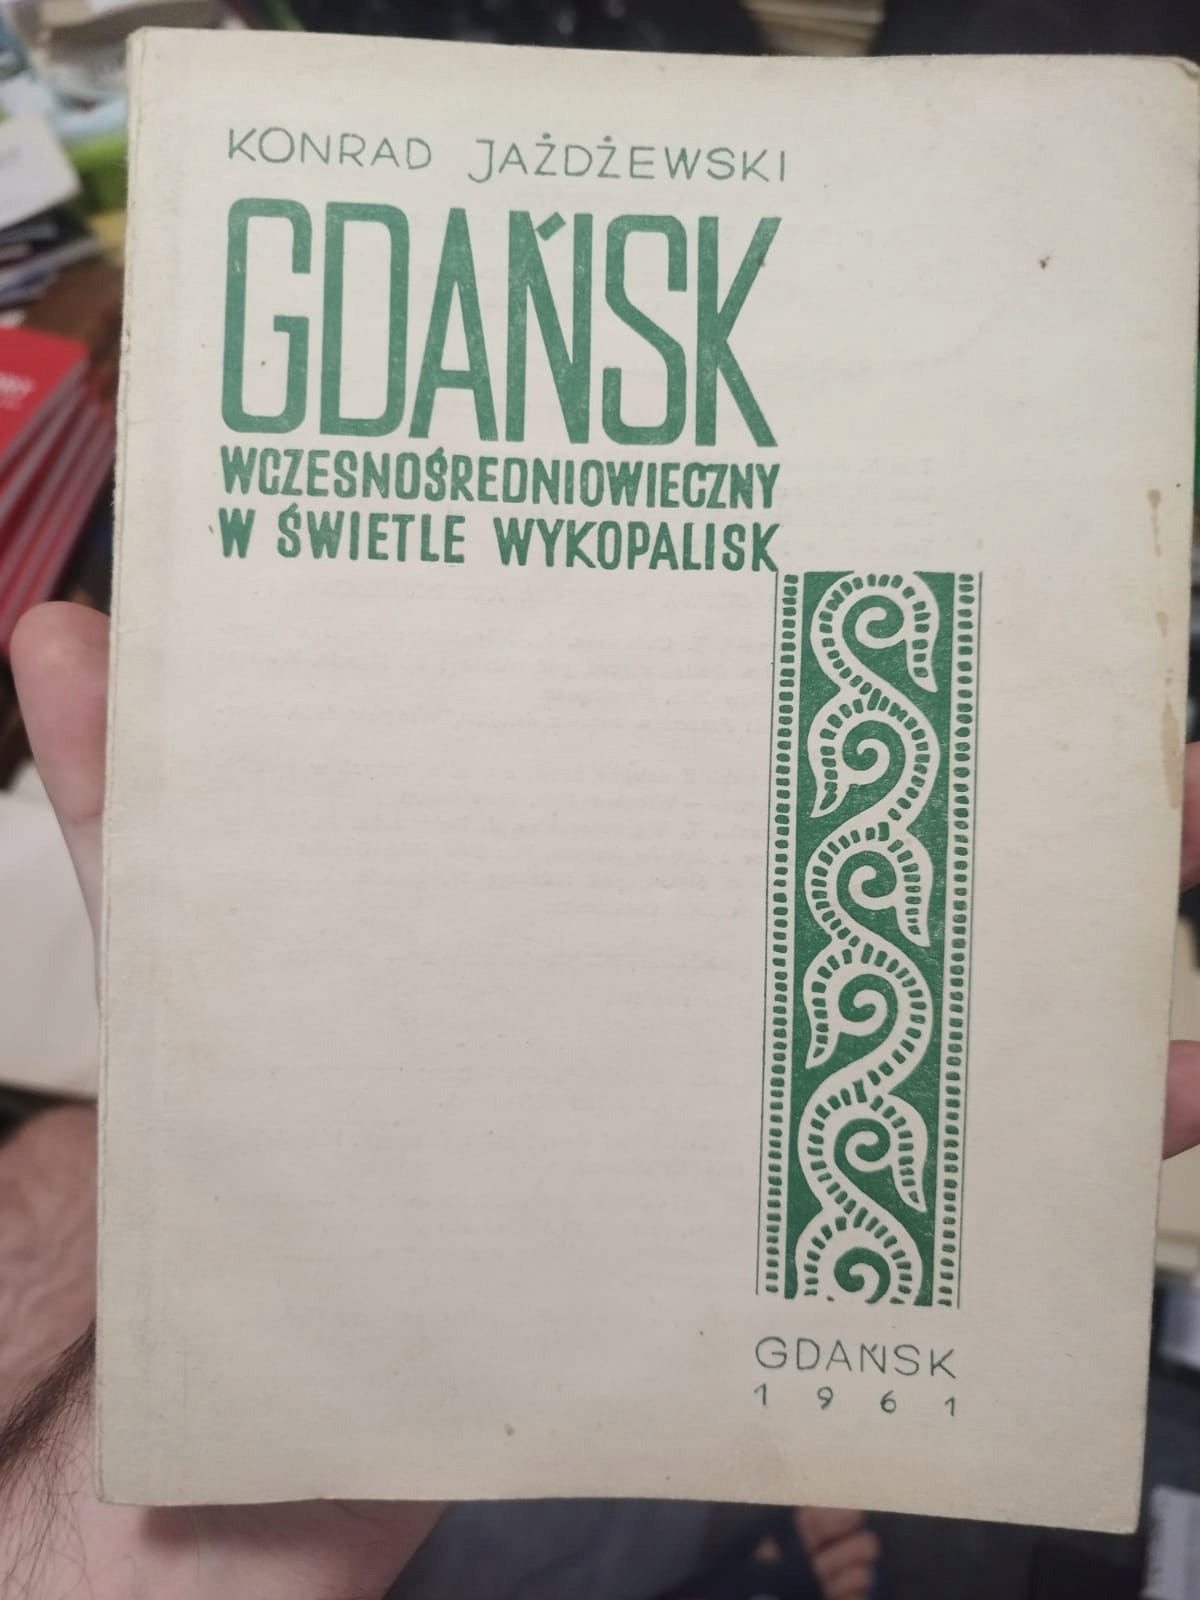 KONRAD JAŻDŻEWSKI
GDAŃSK
WCZESNOŚREDNIOWIECZNY
W ŚWIETLE WYKOPALISK
GDAŃSK
1961